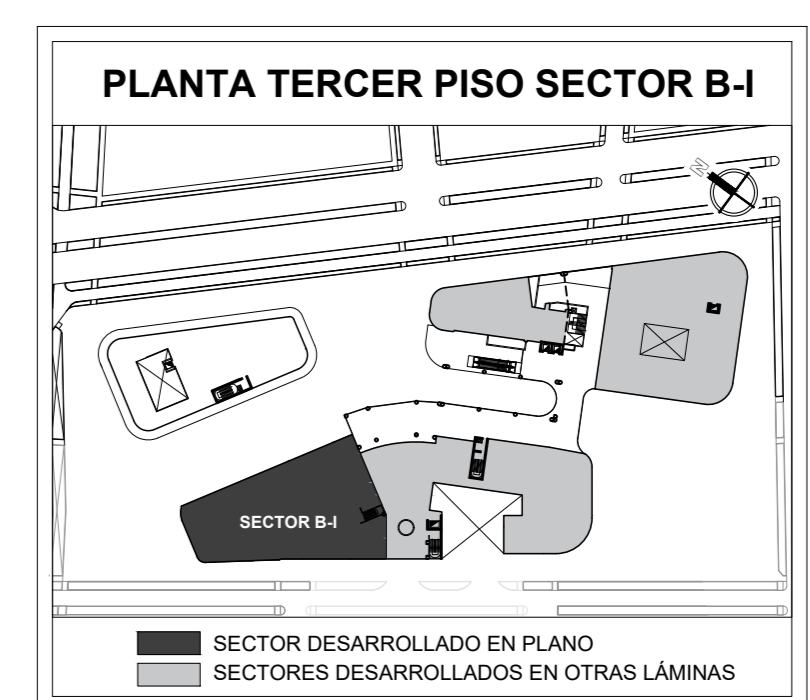 PLANTA TERCER PISO SECTOR B-I
N
SECTOR B-I
SECTOR DESARROLLADO EN PLANO
SECTORES DESARROLLADOS EN OTRAS LÁMINAS